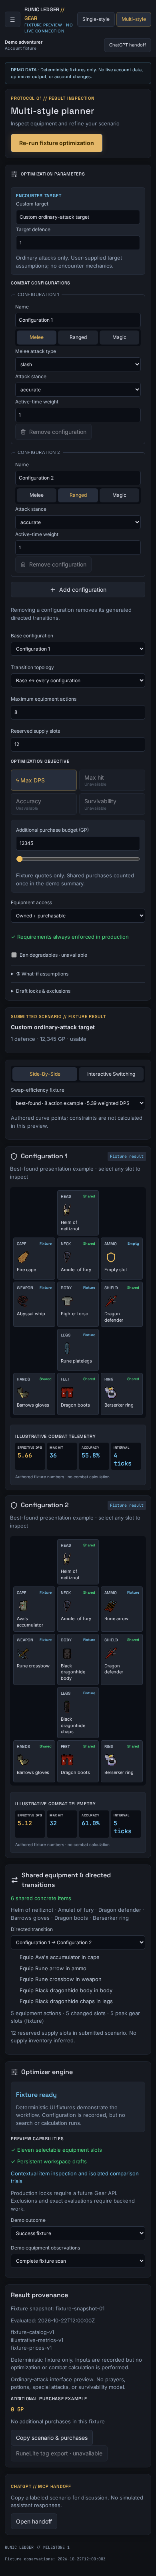 RUNIC LEDGER //
GEAR
FIXTURE PREVIEW · NO
LIVE CONNECTION
Single-style
Multi-style
Demo adventurer
Account fixture
ChatGPT handoff
DEMO DATA · Deterministic fixtures only. No live account data,
optimizer output, or account changes.
PROTOCOL 01 // RESULT INSPECTION
Multi-style planner
Inspect equipment and refine your scenario
Re-run fixture optimization
OPTIMIZATION PARAMETERS
ENCOUNTER TARGET
Custom target
Custom ordinary-attack target
Target defence
1
Ordinary attacks only. User-supplied target
specifications; no encounter mechanics.
COMBAT CONFIGURATIONS
CONFIGURATION 1
Name
Configuration 1
Melee
Ranged
Magic
Melee attack type
slash
Attack stance
accurate
Active-time weight
1
Remove configuration
CONFIGURATION 2
Name
Configuration 2
Melee
Ranged
Magic
Attack stance
accurate
Active-time weight
1
Remove configuration
+ Add configuration
Removing a configuration removes its generated
directed transitions.
Base configuration
Configuration 1
Transition topology
Base ↔ every configuration
Maximum equipment actions
8
Reserved supply slots
12
OPTIMIZATION OBJECTIVE
Max DPS
Max hit
Unavailable
Accuracy
Unavailable
Survivability
Unavailable
Additional purchase budget (GP)
12345
Fixture quotes only. Shared purchases count
once in the demo summary.
Equipment access
Owned + purchasable
✓ Requirements always enforced in production
Ban degradables · unavailable
What-if assumptions
Draft locks & exclusions
SUBMITTED SCENARIO // FIXTURE RESULT
Custom ordinary-attack target
1 defence · 12,345 GP · usable
Side-By-Side
Interactive Switching
Swap-efficiency fixture
best-found · 8 action example · 5.39 weighted DPS
Authored curve points; constraints are not calculated
in this preview.
Configuration 1
Fixture result
Best-found presentation example · select any slot to
inspect
HEAD
Shared
Helm of
neitiznot
CAPE
Fixture
Fire cape
NECK
Shared
Amulet of fury
AMMO
Empty
Empty slot
WEAPON
Fixture
Abyssal whip
BODY
Fixture
Fighter torso
SHIELD
Shared
Dragon
defender
LEGS
Fixture
Rune platelegs
HANDS
Shared
Barrows gloves
FEET
Shared
Dragon boots
RING
Shared
Berserker ring
ILLUSTRATIVE COMBAT TELEMETRY
EFFECTIVE DPS
5.66
MAX HIT
36
ACCURACY
55.8%
INTERVAL
4
ticks
Authored fixture numbers · no combat calculation
Configuration 2
Fixture result
Best-found presentation example · select any slot to
inspect
HEAD
Shared
Helm of
neitiznot
CAPE
Fixture
Ava's
accumulator
NECK
Shared
Amulet of fury
AMMO
Fixture
Rune arrow
WEAPON
Fixture
Rune crossbow
BODY
Fixture
Black
dragonhide
body
SHIELD
Shared
Dragon
defender
LEGS
Fixture
Black
dragonhide
chaps
HANDS
Shared
Barrows gloves
FEET
Shared
Dragon boots
RING
Shared
Berserker ring
ILLUSTRATIVE COMBAT TELEMETRY
EFFECTIVE DPS
5.12
MAX HIT
32
ACCURACY
61.8%
INTERVAL
5
ticks
Authored fixture numbers · no combat calculation
Shared equipment & directed
transitions
6 shared concrete items
Helm of neitiznot · Amulet of fury · Dragon defender ·
Barrows gloves · Dragon boots · Berserker ring
Directed transition
Configuration 1 → Configuration 2
Equip Ava's accumulator in cape
Equip Rune arrow in ammo
Equip Rune crossbow in weapon
Equip Black dragonhide body in body
Equip Black dragonhide chaps in legs
5 equipment actions · 5 changed slots · 5 peak gear
slots (fixture)
12 reserved supply slots in submitted scenario. No
supply inventory inferred.
Optimizer engine
Fixture ready
Deterministic UI fixtures demonstrate the
workflow. Configuration is recorded, but no
search or calculation runs.
PREVIEW CAPABILITIES
✓ Eleven selectable equipment slots
✓ Persistent workspace drafts
Contextual item inspection and isolated comparison
trials
Production locks require a future Gear API.
Exclusions and exact evaluations require backend
work.
Demo outcome
Success fixture
Demo equipment observations
Complete fixture scan
Result provenance
Fixture snapshot: fixture-snapshot-01
Evaluated: 2026-10-22T12:00:00Z
fixture-catalog-v1
illustrative-metrics-v1
fixture-prices-v1
Deterministic fixture only. Inputs are recorded but no
optimization or combat calculation is performed.
Ordinary-attack interface preview. No prayers,
potions, special attacks, or survivability model.
ADDITIONAL PURCHASE EXAMPLE
0 GP
No additional purchases in this fixture
Copy scenario & purchases
RuneLite tag export · unavailable
CHATGPT // MCP HANDOFF
Copy a labeled scenario for discussion. No simulated
assistant responses.
Open handoff
RUNIC LEDGER // MILESTONE 1
Fixture observations: 2026-10-22T12:00:00Z